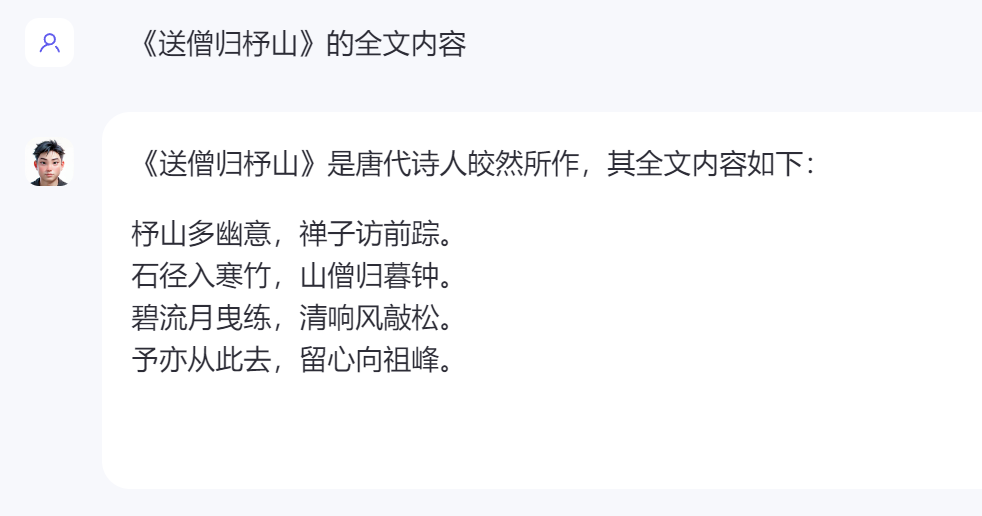 《送僧归杼山》的全文内容
《送僧归杼山》是唐代诗人皎然所作，其全文内容如下：
杼山多幽意，禅子访前踪。
石径入寒竹，山僧归暮钟。
碧流月曳练，清响风敲松。
予亦从此去，留心向祖峰。